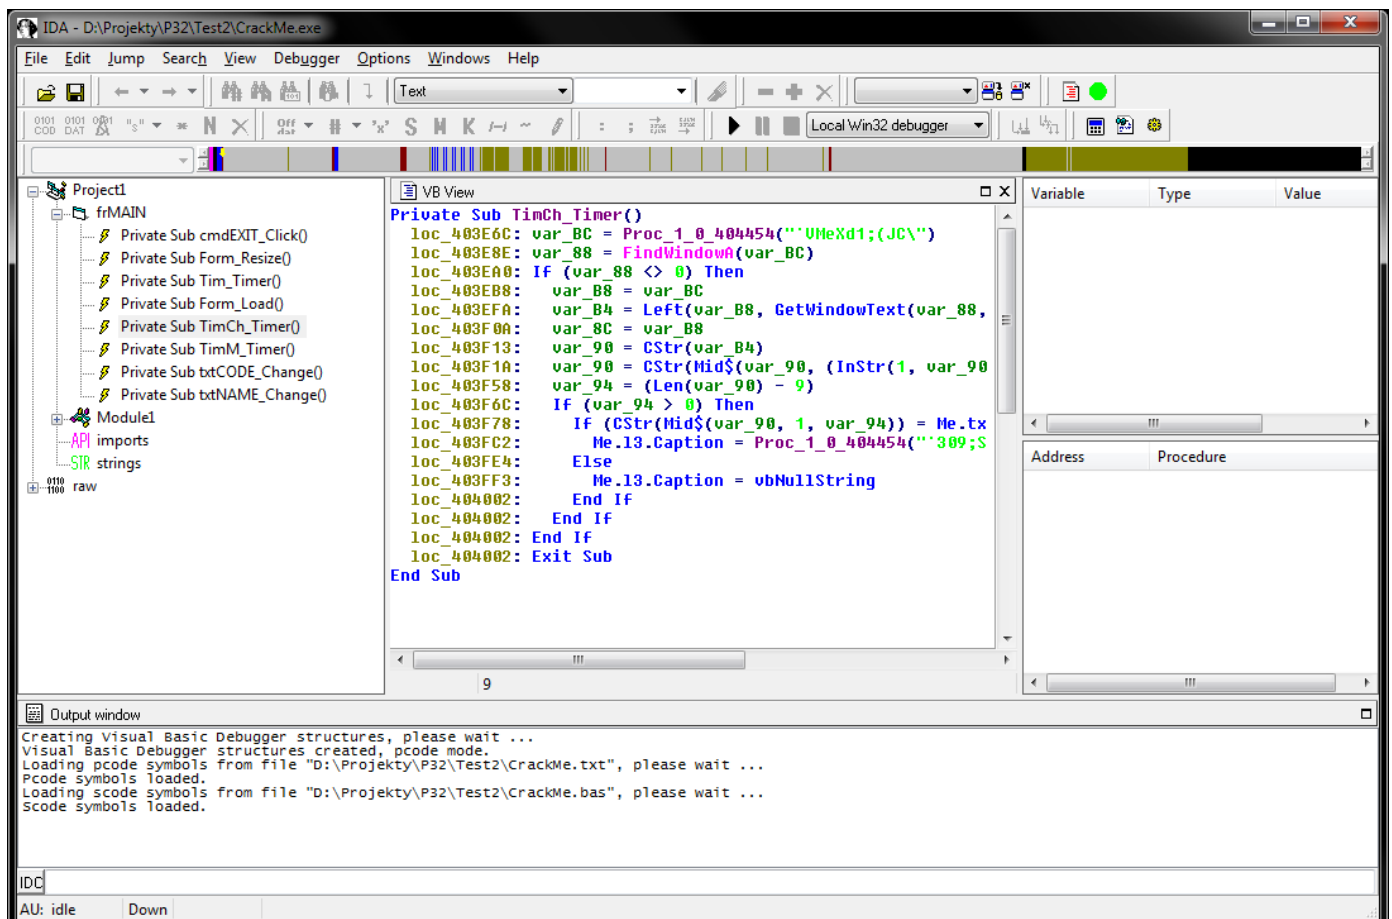 IDA - D:\Projekty\P32\Test2\CrackMe.exe
File Edit Jump Search View Debugger Options Windows Help
Text
Local Win32 debugger
Project1
frMAIN
Private Sub cmdEXIT_Click()
Private Sub Form_Resize()
Private Sub Tim_Timer()
Private Sub Form_Load()
Private Sub TimCh_Timer()
Private Sub TimM_Timer()
Private Sub txtCODE_Change()
Private Sub txtNAME_Change()
Module1
API imports
STR strings
raw
VB View
Private Sub TimCh_Timer()
loc_403E6C: var_BC = Proc_1_0_404454("`VMeXd1;(JC\")
loc_403E8E: var_88 = FindWindowA(var_BC)
loc_403EA0: If (var_88 <> 0) Then
loc_403EB8: var_B8 = var_BC
loc_403EFA: var_B4 = Left(var_B8, GetWindowText(var_88,
loc_403F0A: var_8C = var_B8
loc_403F13: var_90 = CStr(var_B4)
loc_403F1A: var_90 = CStr(Mid$(var_90, (InStr(1, var_90
loc_403F58: var_94 = (Len(var_90) - 9)
loc_403F6C: If (var_94 > 0) Then
loc_403F78: If (CStr(Mid$(var_90, 1, var_94)) = Me.tx
loc_403FC2: Me.l3.Caption = Proc_1_0_404454("`309;S
loc_403FE4: Else
loc_403FF3: Me.l3.Caption = vbNullString
loc_404002: End If
loc_404002: End If
loc_404002: End If
loc_404002: Exit Sub
End Sub
9
Variable Type Value
Address Procedure
Output window
Creating Visual Basic Debugger structures, please wait ...
Visual Basic Debugger structures created, pcode mode.
Loading pcode symbols from file "D:\Projekty\P32\Test2\CrackMe.txt", please wait ...
Pcode symbols loaded.
Loading scode symbols from file "D:\Projekty\P32\Test2\CrackMe.bas", please wait ...
Scode symbols loaded.
IDC
AU: idle Down